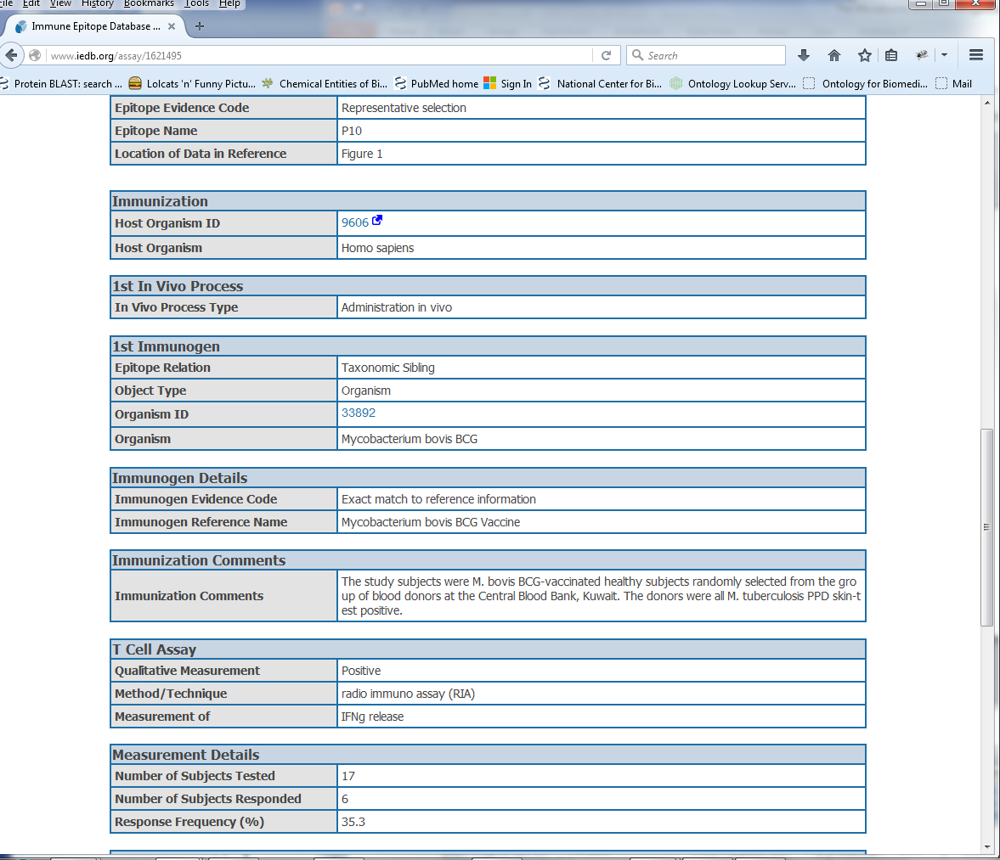 File Edit View History Bookmarks Tools Help
Immune Epitope Database ... × +
www.iedb.org/assay/1621495
Search
Protein BLAST: search ... Lolcats 'n' Funny Pictu... Chemical Entities of Bi... PubMed home Sign In National Center for Bi... Ontology Lookup Serv... Ontology for Biomedi... Mail
Epitope Evidence Code Representative selection
Epitope Name P10
Location of Data in Reference Figure 1
Immunization
Host Organism ID 9606
Host Organism Homo sapiens
1st In Vivo Process
In Vivo Process Type Administration in vivo
1st Immunogen
Epitope Relation Taxonomic Sibling
Object Type Organism
Organism ID 33892
Organism Mycobacterium bovis BCG
Immunogen Details
Immunogen Evidence Code Exact match to reference information
Immunogen Reference Name Mycobacterium bovis BCG Vaccine
Immunization Comments
Immunization Comments
The study subjects were M. bovis BCG-vaccinated healthy subjects randomly selected from the gro
up of blood donors at the Central Blood Bank, Kuwait. The donors were all M. tuberculosis PPD skin-t
est positive.
T Cell Assay
Qualitative Measurement Positive
Method/Technique radio immuno assay (RIA)
Measurement of IFNg release
Measurement Details
Number of Subjects Tested 17
Number of Subjects Responded 6
Response Frequency (%) 35.3